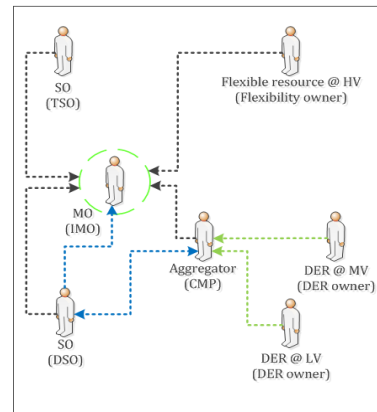 SO
(TSO)
Flexible resource @ HV
(Flexibility owner)
MO
(IMO)
Aggregator
(CMP)
DER @ MV
(DER owner)
SO
(DSO)
DER @ LV
(DER owner)